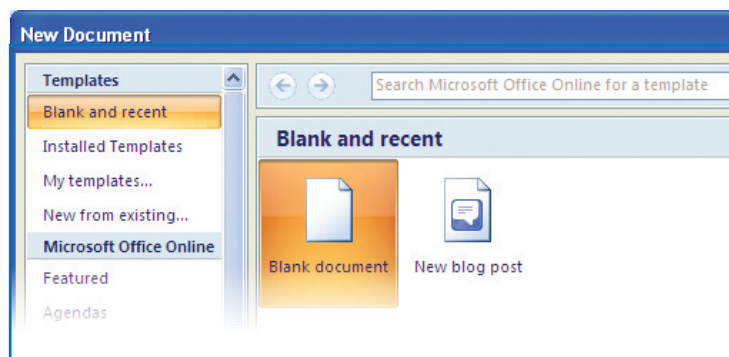 New Document
Templates
Blank and recent
Installed Templates
My templates...
New from existing...
Microsoft Office Online
Featured
Agendas
Search Microsoft Office Online for a template
Blank and recent
Blank document
New blog post